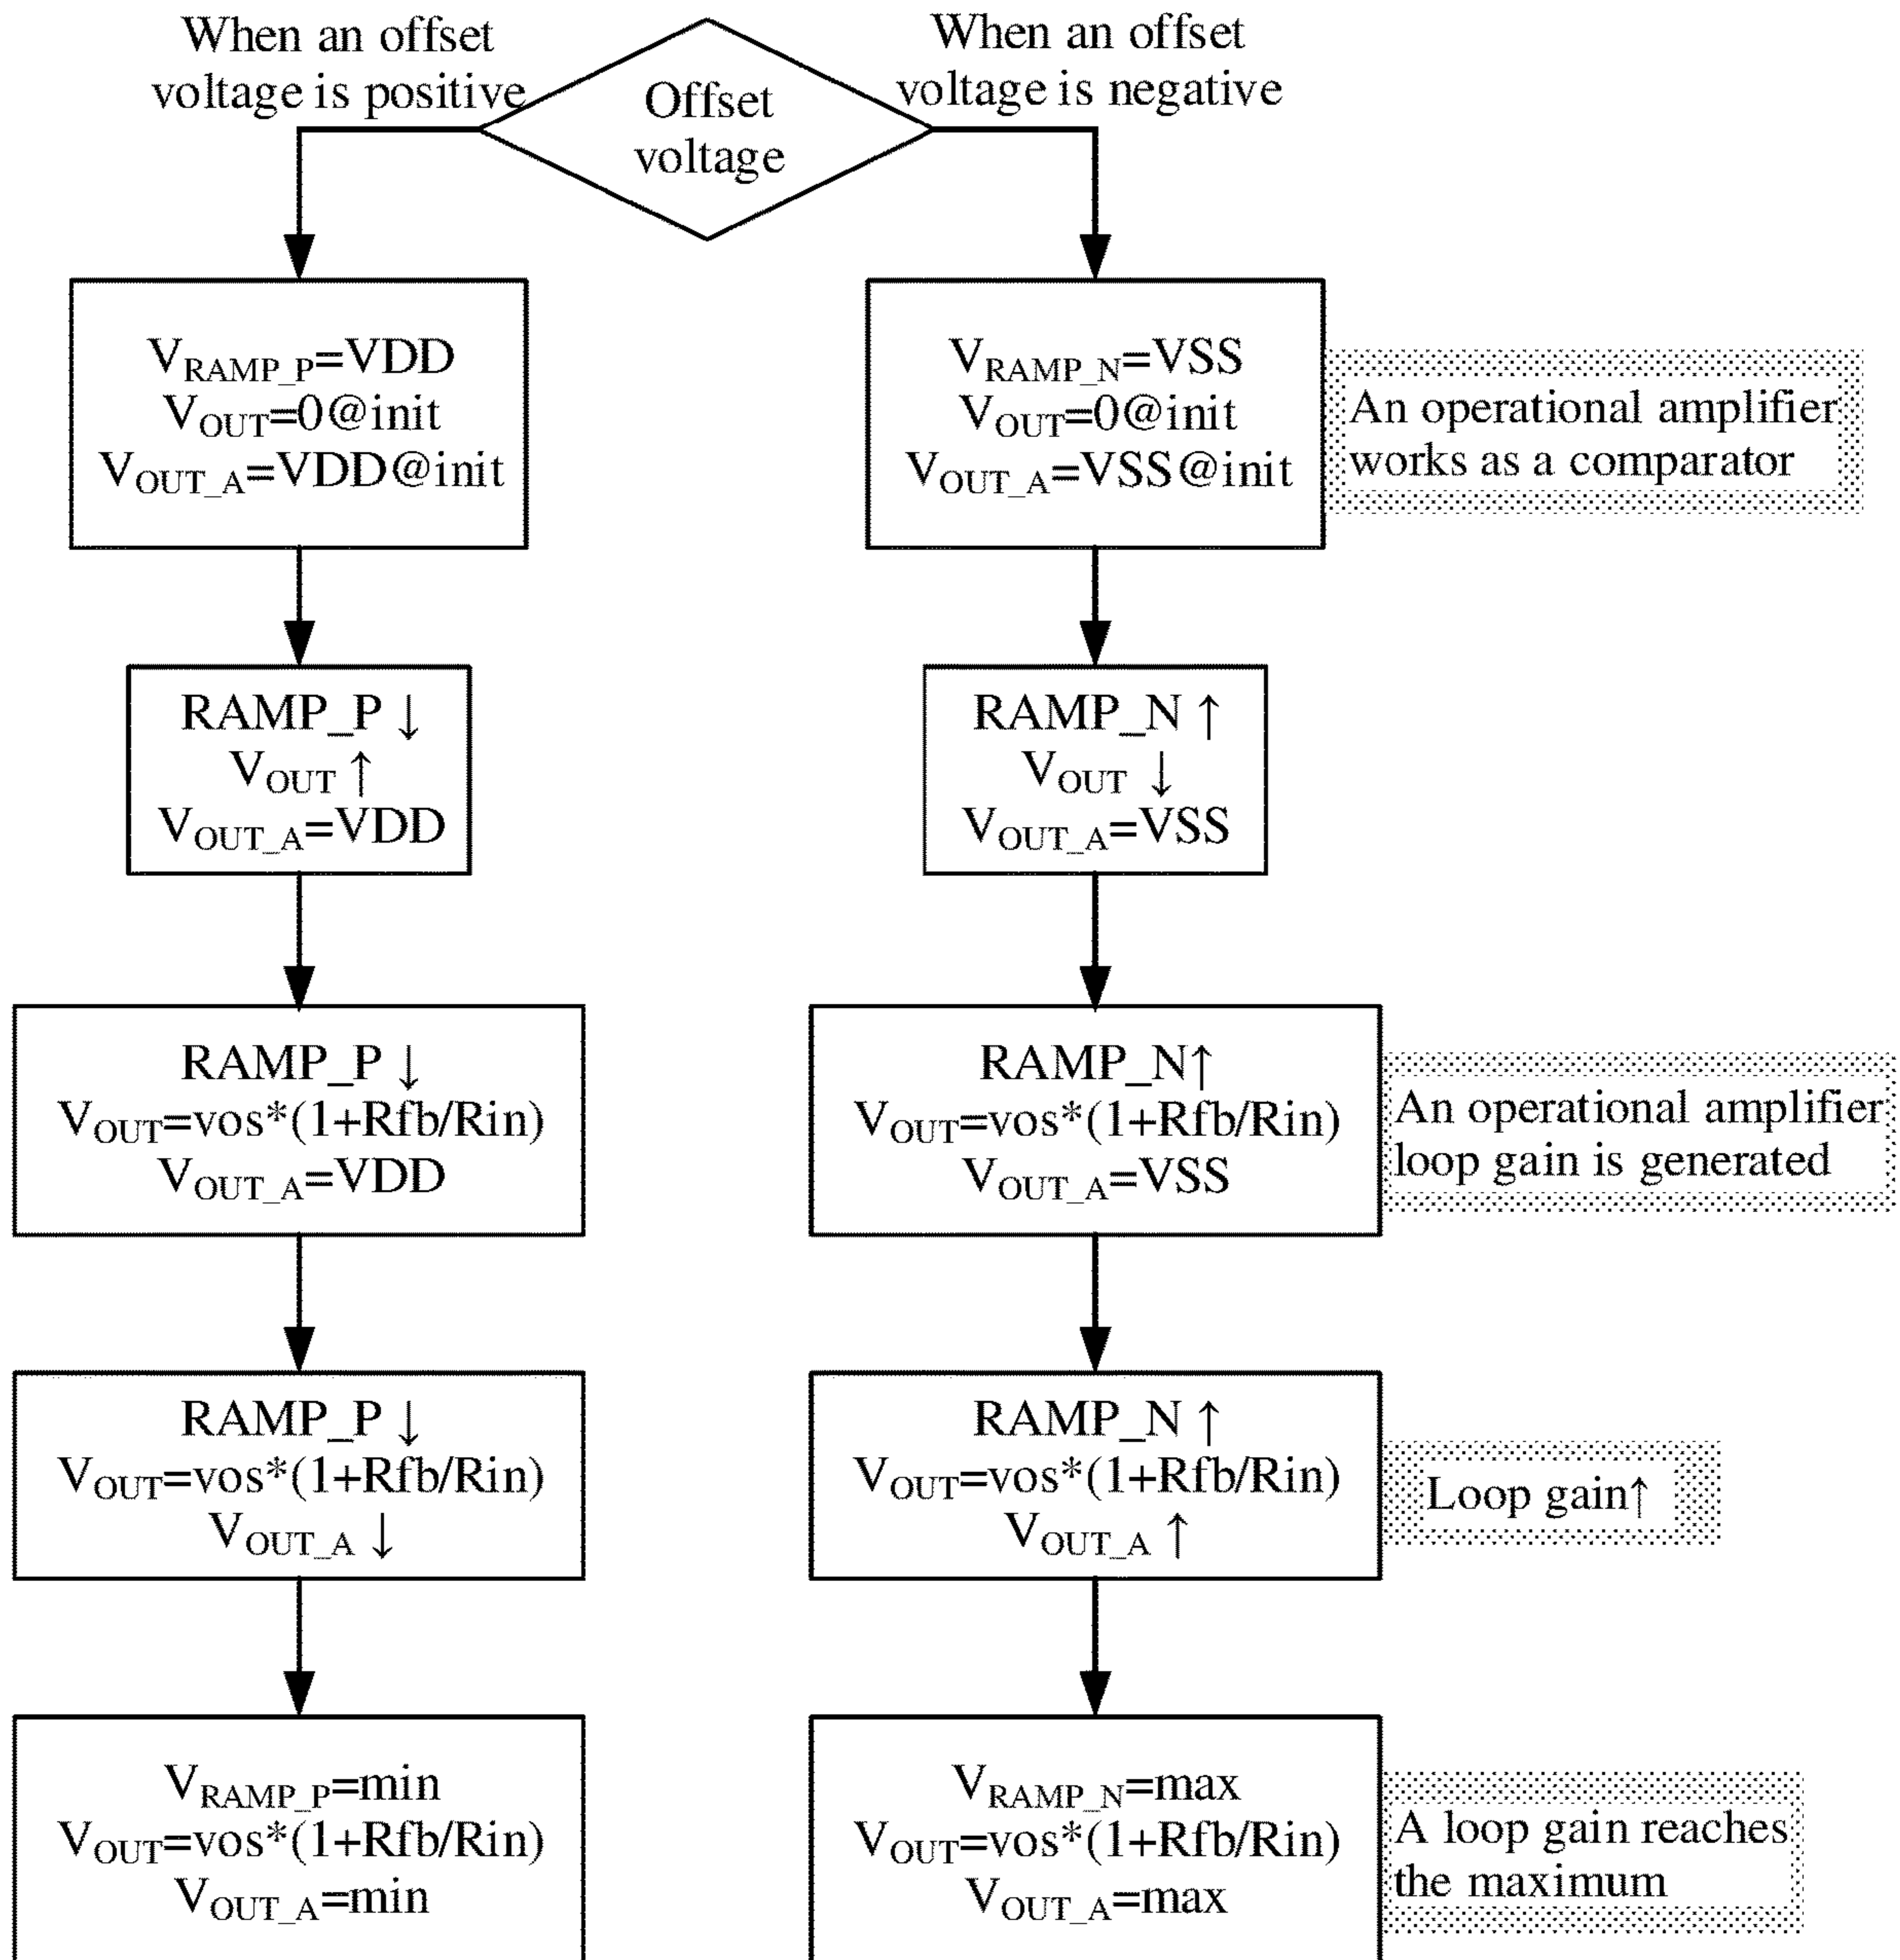 When an offset
voltage is positive
Offset
voltage
When an offset
voltage is negative
V_RAMP_P=VDD
V_OUT=0@init
V_OUT_A=VDD@init
V_RAMP_N=VSS
V_OUT=0@init
V_OUT_A=VSS@init
An operational amplifier
works as a comparator
RAMP_P ↓
V_OUT ↑
V_OUT_A=VDD
RAMP_N ↑
V_OUT ↓
V_OUT_A=VSS
RAMP_P ↓
V_OUT=vos*(1+Rfb/Rin)
V_OUT_A=VDD
RAMP_N↑
V_OUT=vos*(1+Rfb/Rin)
V_OUT_A=VSS
An operational amplifier
loop gain is generated
RAMP_P ↓
V_OUT=vos*(1+Rfb/Rin)
V_OUT_A ↓
RAMP_N ↑
V_OUT=vos*(1+Rfb/Rin)
V_OUT_A ↑
Loop gain↑
V_RAMP_P=min
V_OUT=vos*(1+Rfb/Rin)
V_OUT_A=min
V_RAMP_N=max
V_OUT=vos*(1+Rfb/Rin)
V_OUT_A=max
A loop gain reaches
the maximum